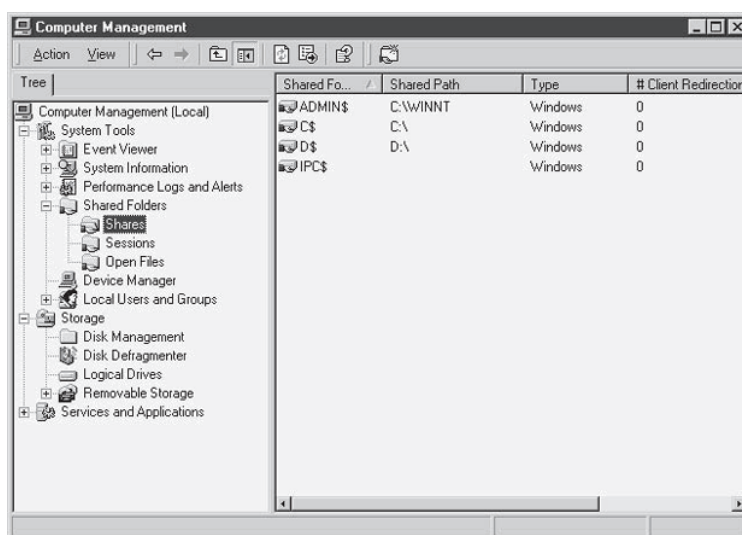 Computer Management
Action View
Tree
Computer Management (Local)
System Tools
Event Viewer
System Information
Performance Logs and Alerts
Shared Folders
Shares
Sessions
Open Files
Device Manager
Local Users and Groups
Storage
Disk Management
Disk Defragmenter
Logical Drives
Removable Storage
Services and Applications
Shared Fo... Shared Path Type # Client Redirection
ADMIN$ C:\WINNT Windows 0
C$ C:\ Windows 0
D$ D:\ Windows 0
IPC$ Windows 0